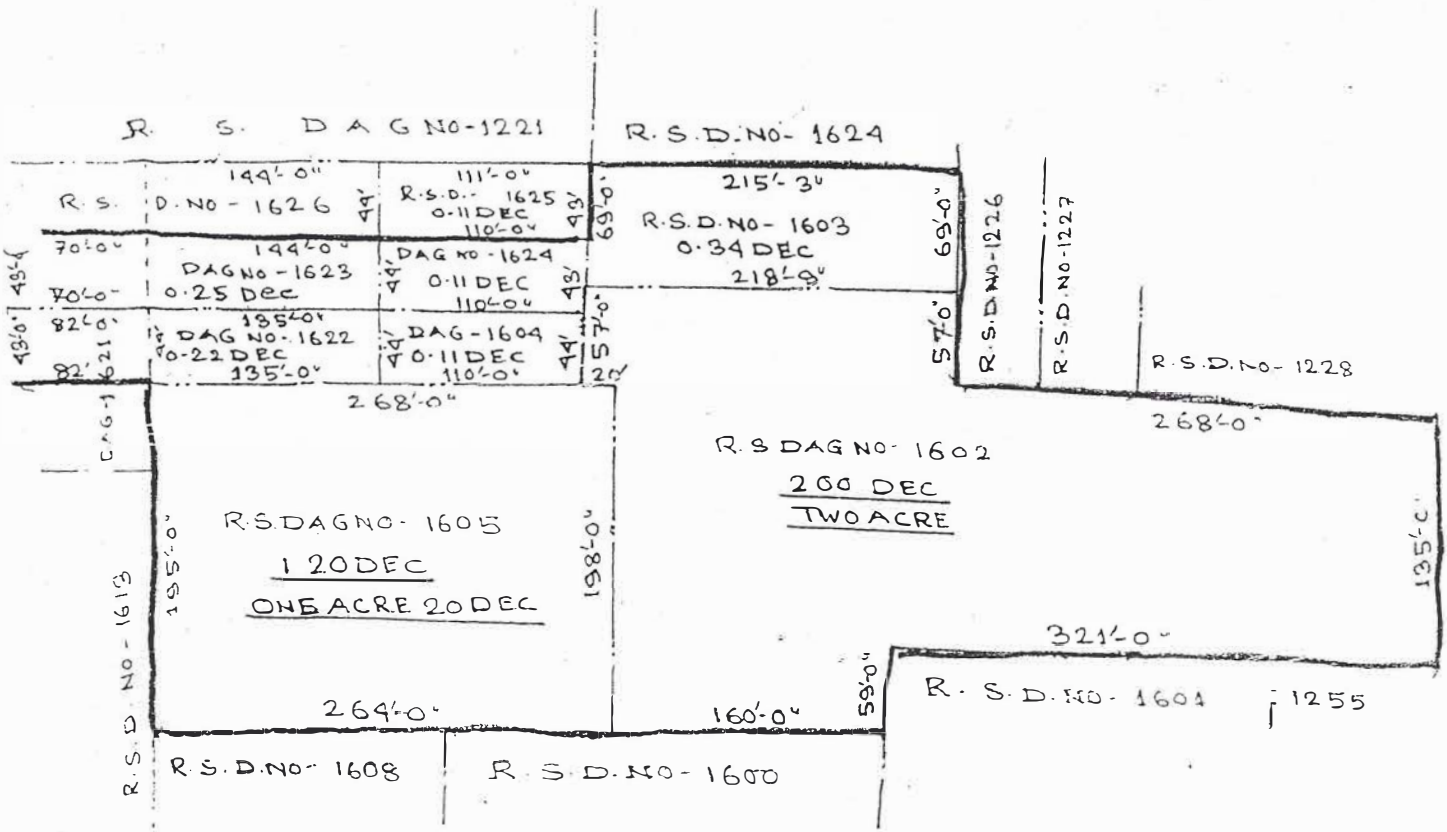 R. S. DAG NO-1221
R.S.D.NO- 1624
144'-0"
111'-0"
215'-3"
R.S. D.NO-1626
44'
R.S.D.- 1625
0.11 DEC
110'-0"
43'
69'-0"
R.S.D.NO- 1603
0.34 DEC
218'-9"
69'-0"
R.S.D.NO-1226
R.S.D.NO-1227
70'-0"
144'-0"
DAG NO-1623
0.25 DEC
70'-0"
44'
DAG NO-1624
0.11 DEC
110'-0"
43'
43'-0"
82'-0"
135'-0"
DAG NO-1622
0-22 DEC
135'-0"
82'
44'
DAG-1604
0.11 DEC
110'-0"
44'
57'-0"
57'-0"
R.S.D.NO- 1228
268'-0"
268'-0"
R.S DAG NO- 1602
200 DEC
TWO ACRE
R.S.DAGNO- 1605
1 20 DEC
ONE ACRE 20 DEC
195'-0"
198'-0"
R.S.D NO-1613
321'-0"
59'-0"
264'-0"
160'-0"
R. S. D.NO- 1601
1255
R.S.D.NO- 1608
R.S.D.NO-1600